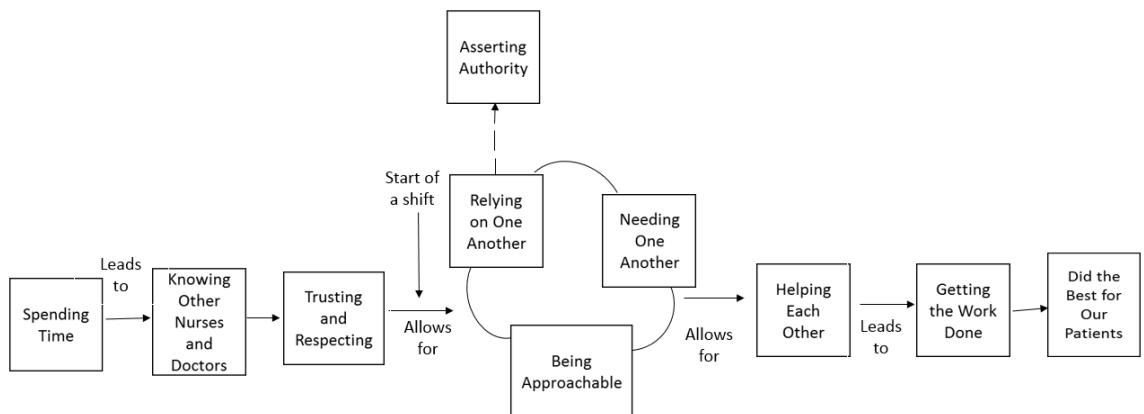 Asserting
Authority
Start of
a shift
Relying
on One
Another
Needing
One
Another
Leads
to
Spending
Time
Knowing
Other
Nurses
and
Doctors
Trusting
and
Respecting
Allows
for
Being
Approachable
Allows
for
Helping
Each
Other
Leads
to
Getting
the Work
Done
Did the
Best for
Our
Patients